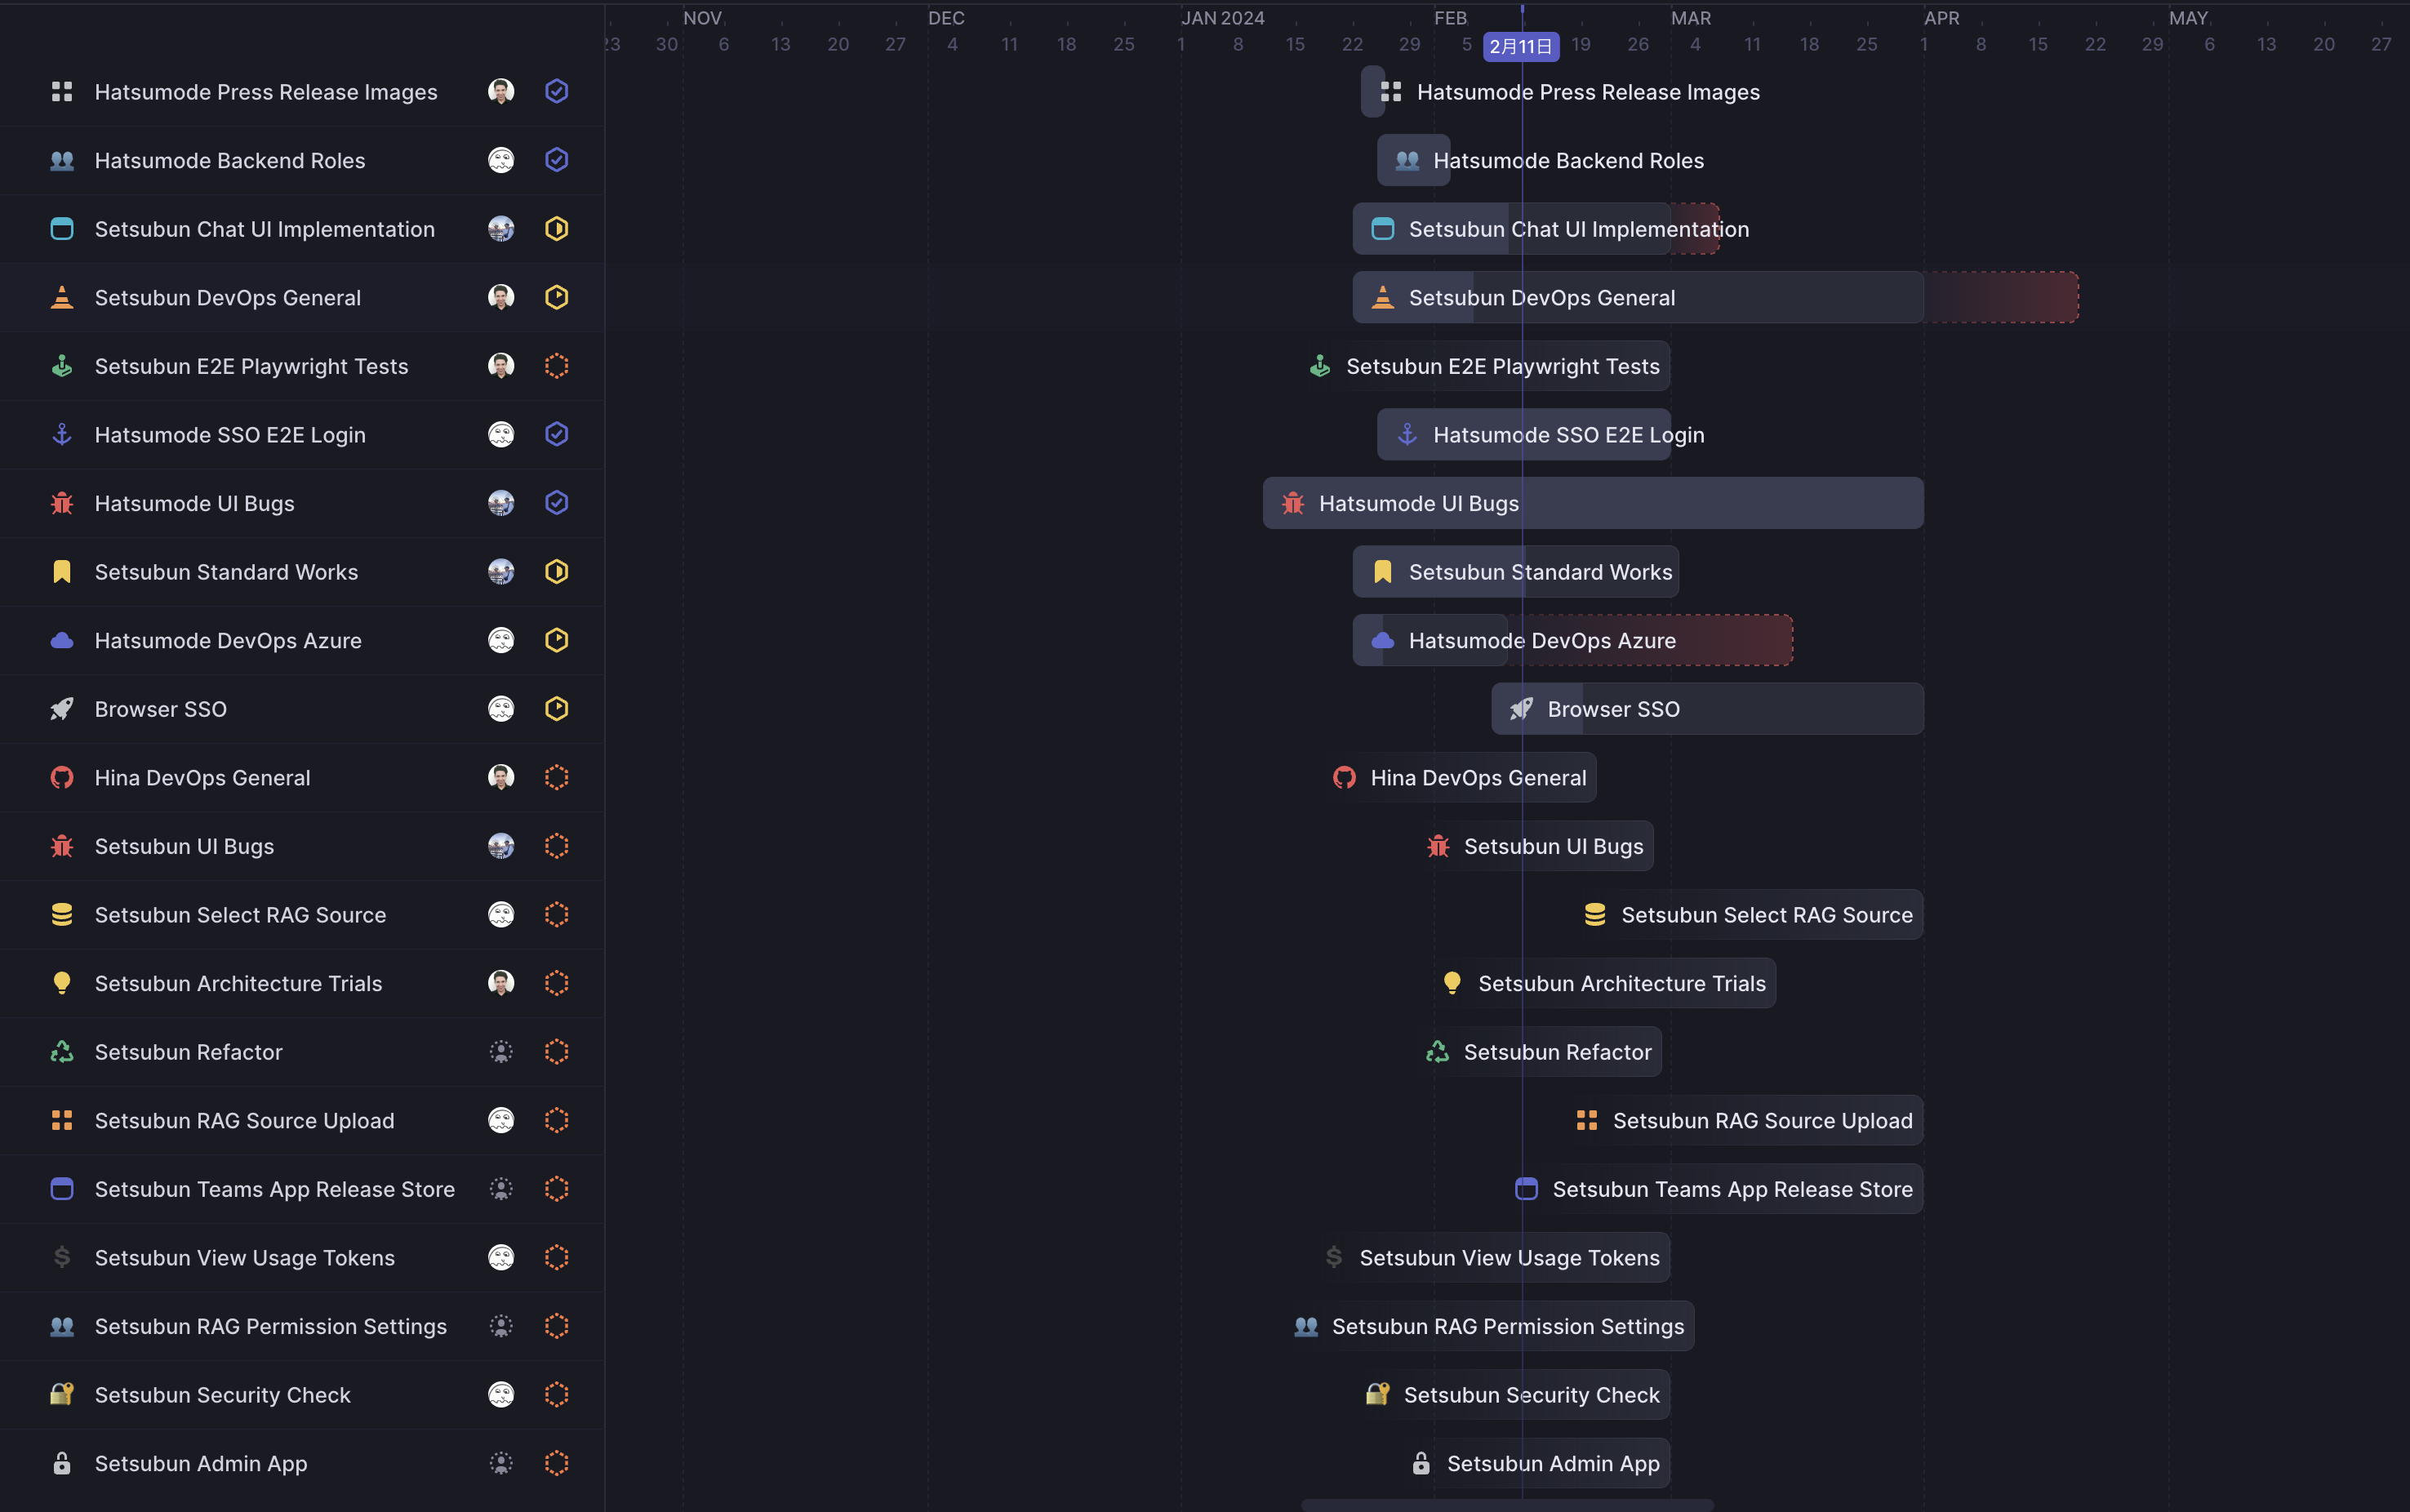 NOV DEC JAN 2024 FEB MAR APR MAY
23 30 6 13 20 27 4 11 18 25 1 8 15 22 29 5 2月11日 19 26 4 11 18 25 1 8 15 22 29 6 13 20 27
Hatsumode Press Release Images Hatsumode Press Release Images
Hatsumode Backend Roles Hatsumode Backend Roles
Setsubun Chat UI Implementation Setsubun Chat UI Implementation
Setsubun DevOps General Setsubun DevOps General
Setsubun E2E Playwright Tests Setsubun E2E Playwright Tests
Hatsumode SSO E2E Login Hatsumode SSO E2E Login
Hatsumode UI Bugs Hatsumode UI Bugs
Setsubun Standard Works Setsubun Standard Works
Hatsumode DevOps Azure Hatsumode DevOps Azure
Browser SSO Browser SSO
Hina DevOps General Hina DevOps General
Setsubun UI Bugs Setsubun UI Bugs
Setsubun Select RAG Source Setsubun Select RAG Source
Setsubun Architecture Trials Setsubun Architecture Trials
Setsubun Refactor Setsubun Refactor
Setsubun RAG Source Upload Setsubun RAG Source Upload
Setsubun Teams App Release Store Setsubun Teams App Release Store
Setsubun View Usage Tokens Setsubun View Usage Tokens
Setsubun RAG Permission Settings Setsubun RAG Permission Settings
Setsubun Security Check Setsubun Security Check
Setsubun Admin App Setsubun Admin App